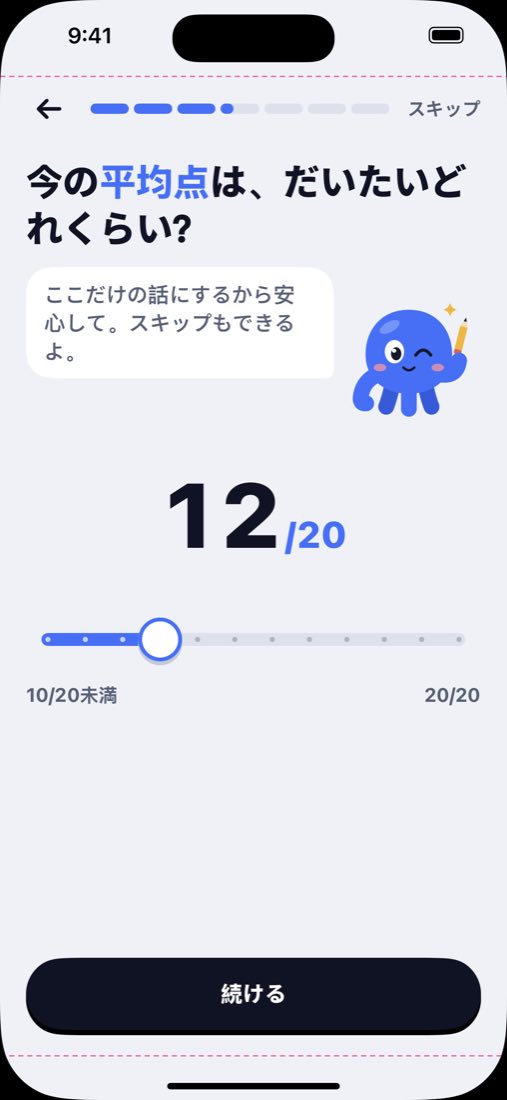 9:41
スキップ
今の平均点は、だいたいど
れくらい?
ここだけの話にするから安
心して。スキップもできる
よ。
12/20
10/20未満
20/20
続ける